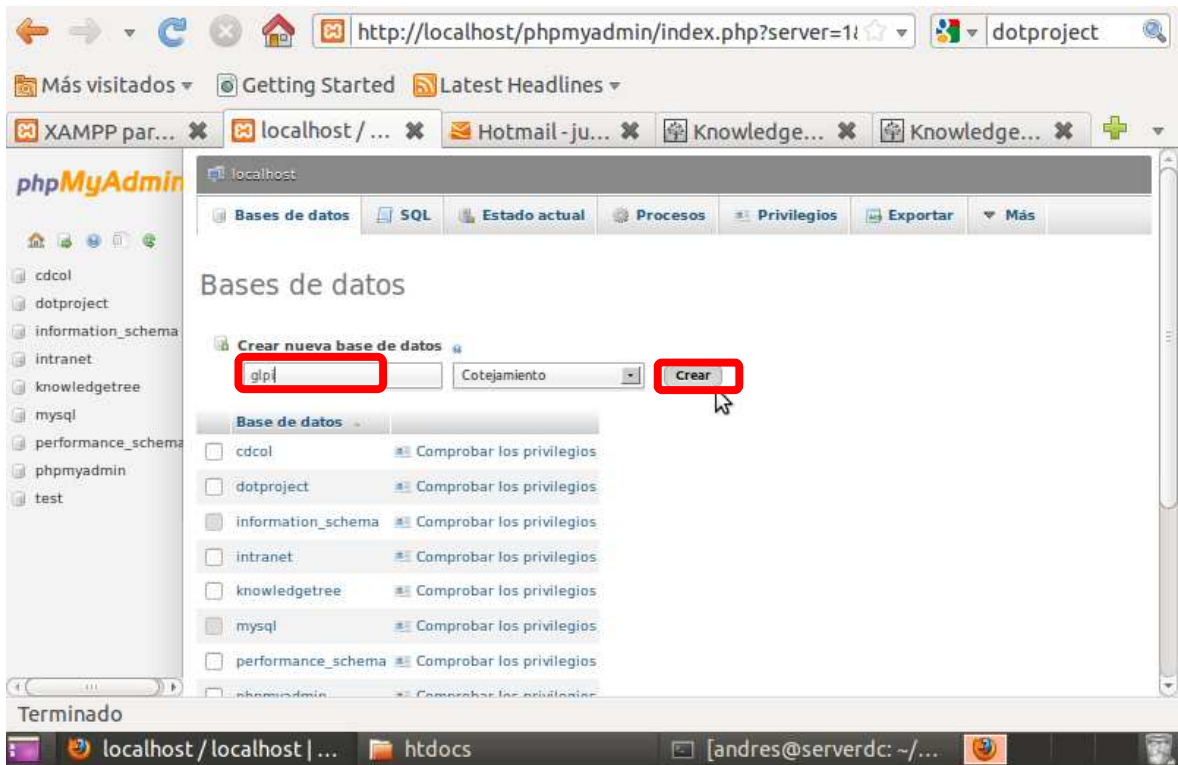 http://localhost/phpmyadmin/index.php?server=1
dotproject
Más visitados
Getting Started
Latest Headlines
XAMPP par...
localhost / ...
Hotmail - ju...
Knowledge...
Knowledge...
phpMyAdmin
localhost
Bases de datos
SQL
Estado actual
Procesos
Privilegios
Exportar
Más
cdcol
dotproject
information_schema
intranet
knowledgetree
mysql
performance_schema
phpmyadmin
test
Bases de datos
Crear nueva base de datos
glpi
Cotejamiento
Crear
Base de datos
cdcol Comprobar los privilegios
dotproject Comprobar los privilegios
information_schema Comprobar los privilegios
intranet Comprobar los privilegios
knowledgetree Comprobar los privilegios
mysql Comprobar los privilegios
performance_schema Comprobar los privilegios
phpmyadmin Comprobar los privilegios
Terminado
localhost / localhost | ...
htdocs
[andres@serverdc: ~/...